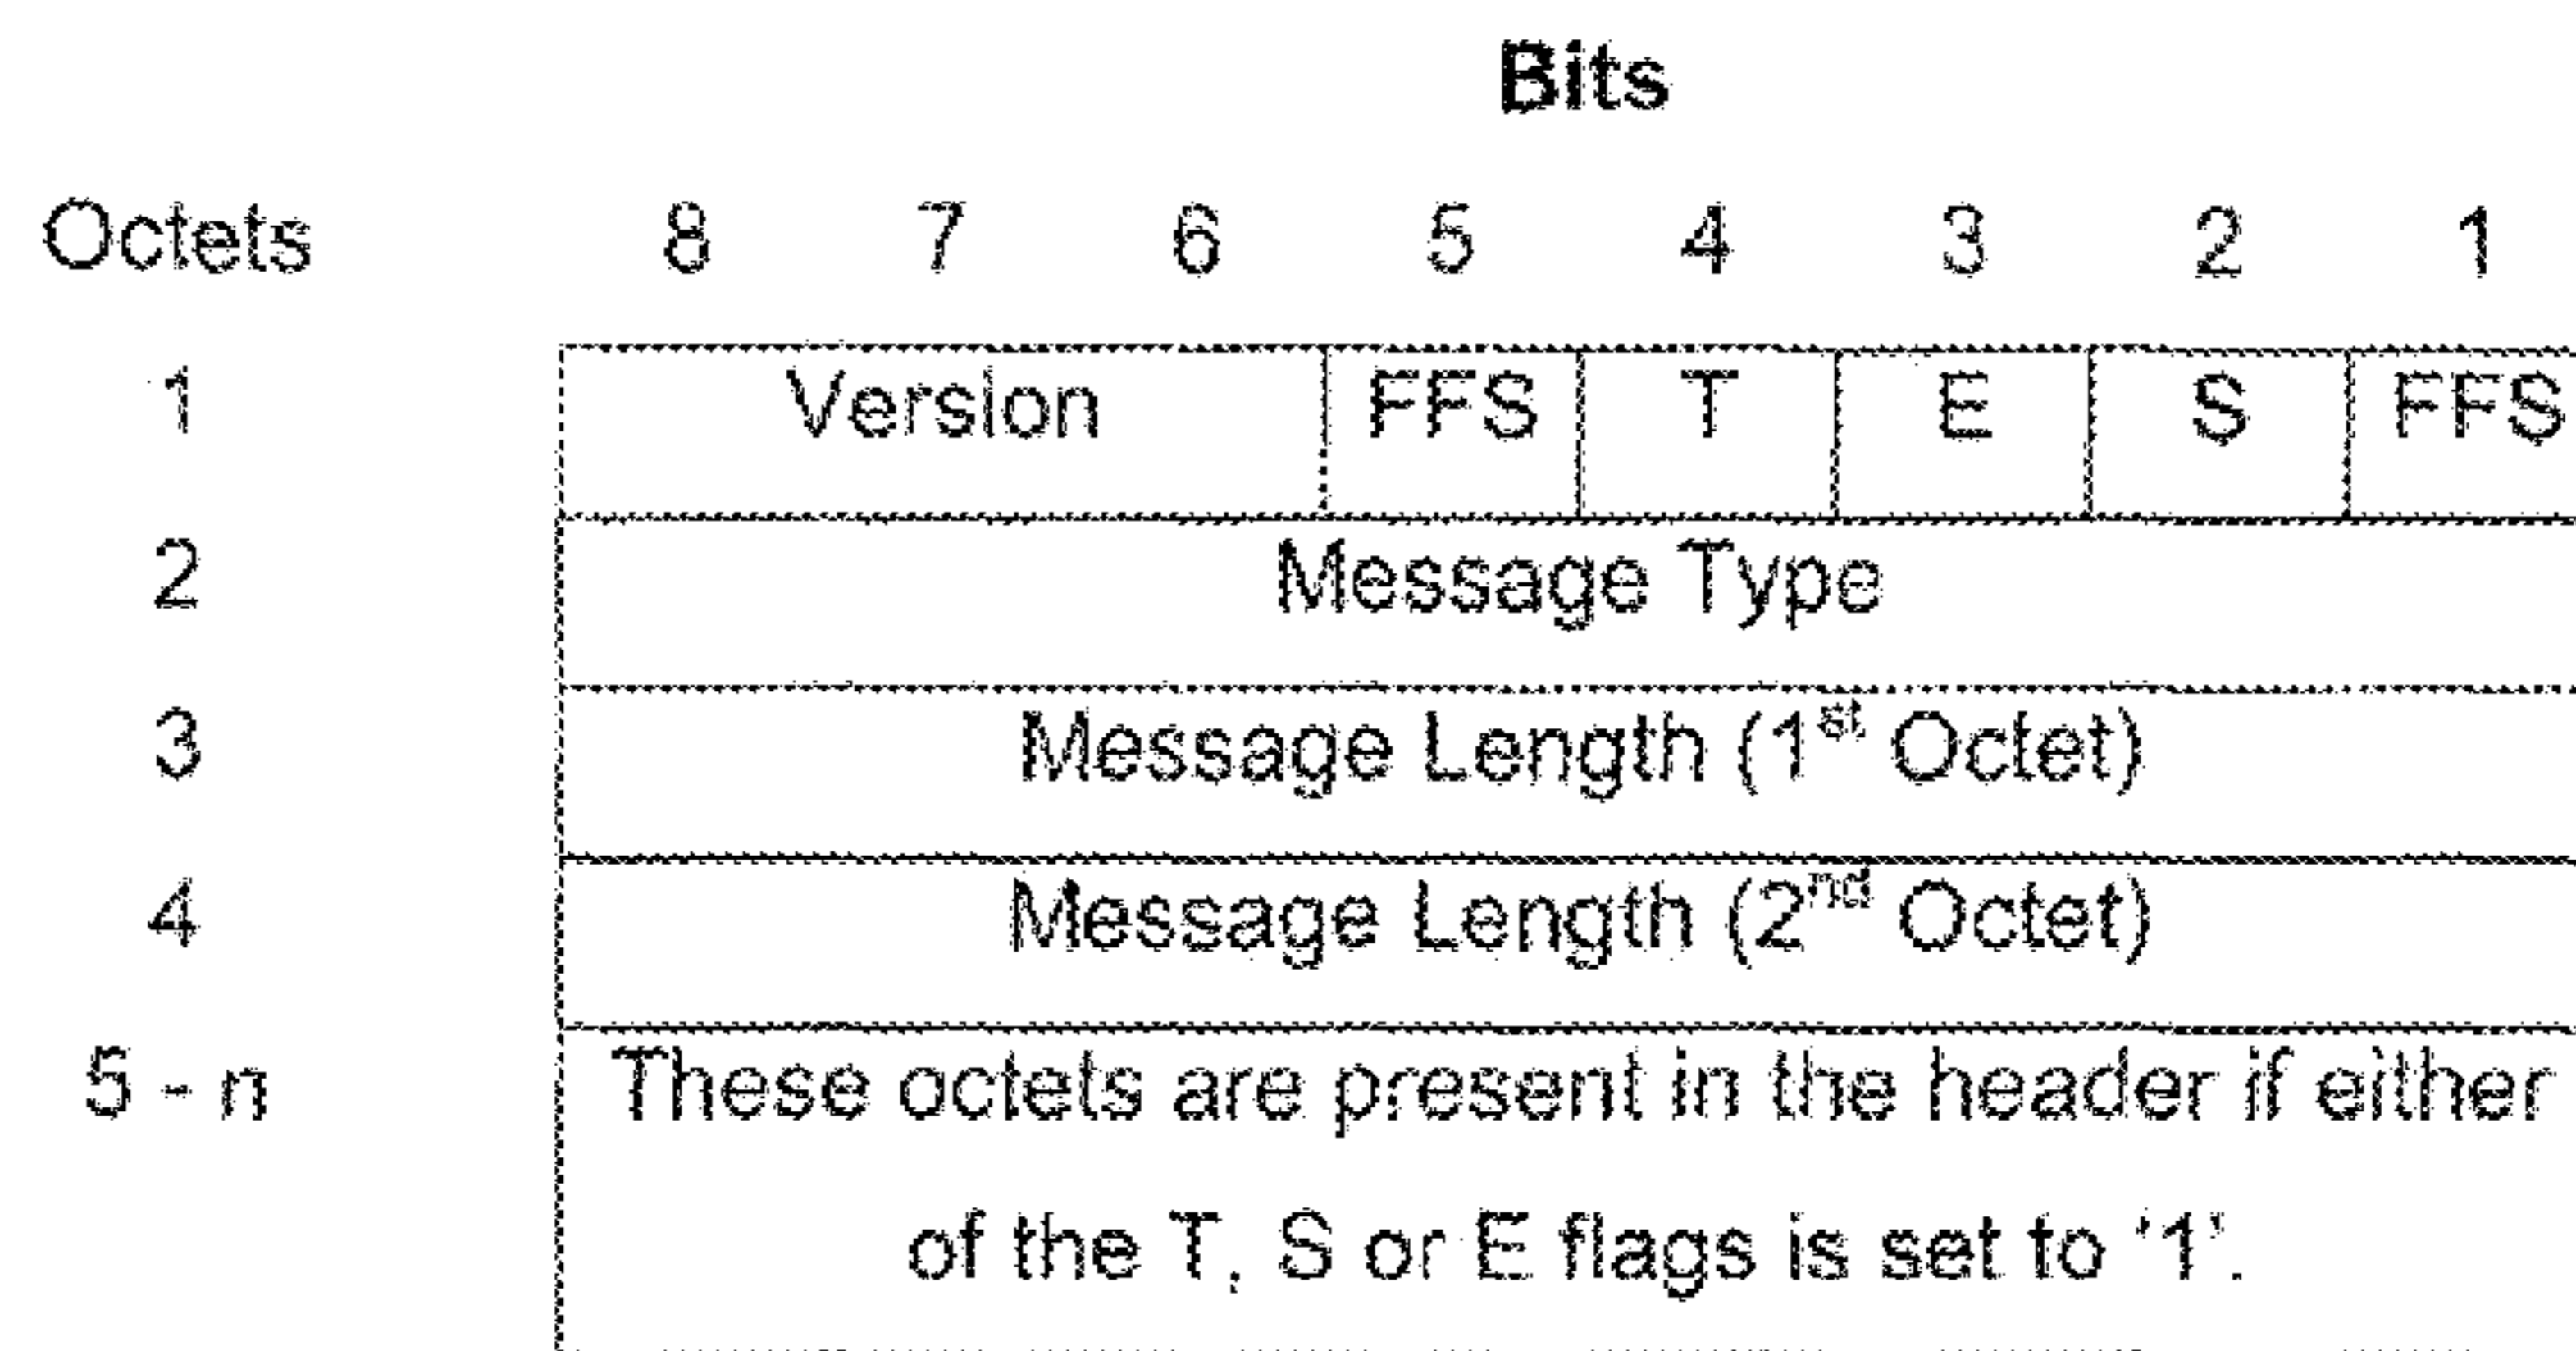 Bits
Octets 8 7 6 5 4 3 2 1
1 Version FFS T E S FFS
2 Message Type
3 Message Length (1st Octet)
4 Message Length (2nd Octet)
5 - n These octets are present in the header if either
of the T, S or E flags is set to '1'.